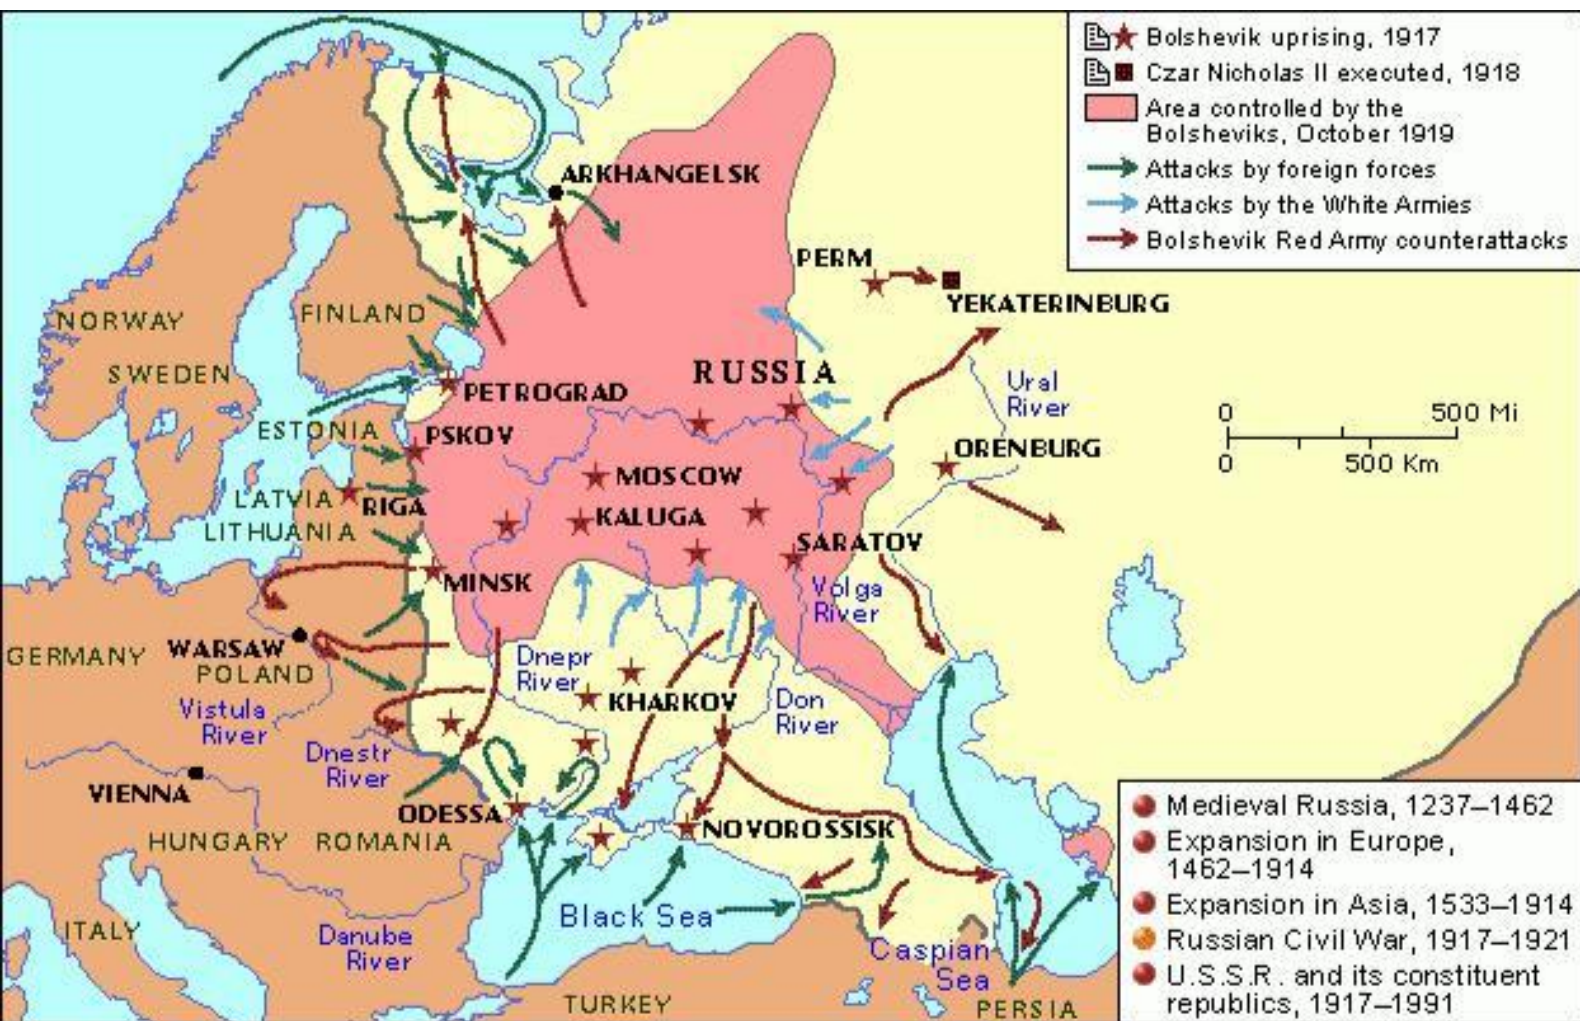 Bolshevik uprising, 1917
Czar Nicholas II executed, 1918
Area controlled by the
Bolsheviks, October 1919
Attacks by foreign forces
Attacks by the White Armies
Bolshevik Red Army counterattacks
ARKHANGELSK
PERM
YEKATERINBURG
NORWAY
FINLAND
SWEDEN
RUSSIA
Ural
River
PETROGRAD
0 500 Mi
0 500 Km
ESTONIA
PSKOV
ORENBURG
MOSCOW
LATVIA
RIGA
LITHUANIA
KALUGA
SARATOV
MINSK
Volga
River
WARSAW
GERMANY
POLAND
Dnepr
River
KHARKOV
Don
River
Vistula
River
Dnestr
River
VIENNA
ODESSA
NOVOROSSISK
HUNGARY
ROMANIA
Black Sea
ITALY
Danube
River
Caspian
Sea
TURKEY
PERSIA
Medieval Russia, 1237–1462
Expansion in Europe,
1462–1914
Expansion in Asia, 1533–1914
Russian Civil War, 1917–1921
U.S.S.R. and its constituent
republics, 1917–1991